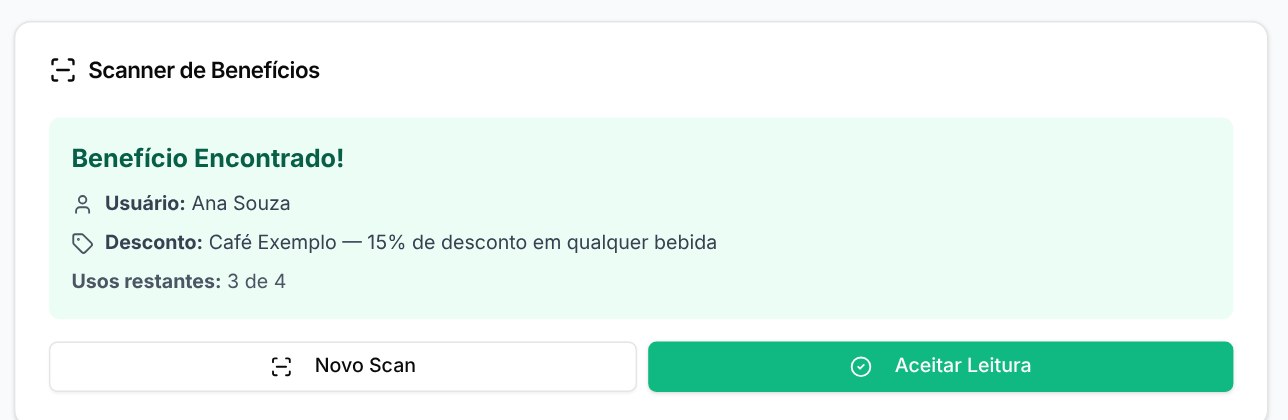 Scanner de Benefícios
Benefício Encontrado!
Usuário: Ana Souza
Desconto: Café Exemplo — 15% de desconto em qualquer bebida
Usos restantes: 3 de 4
Novo Scan
Aceitar Leitura